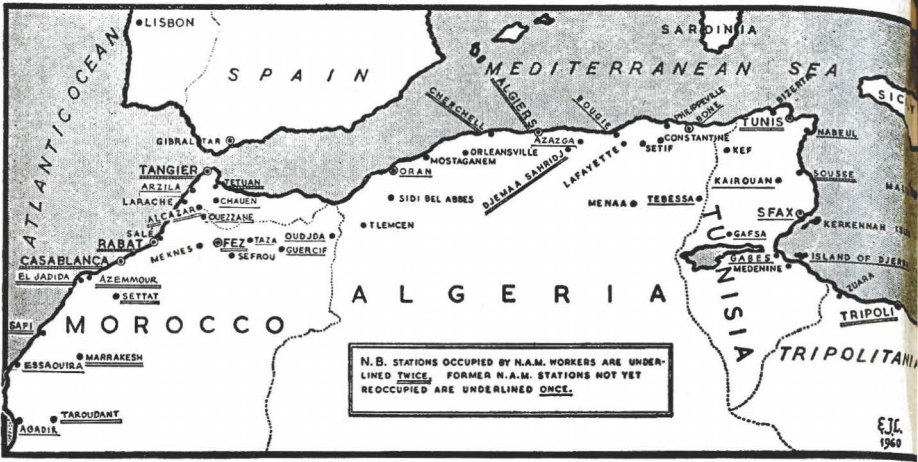 LISBON
SARDINIA
SPAIN
MEDITERRANEAN SEA
ATLANTIC OCEAN
CHERCHELL
ALGIERS
BOUGIE
PHILIPPEVILLE
BONE
BIZERTA
TUNIS
NABEUL
GIBRALTAR
AZAZGA
CONSTANTINE
SETIF
KEF
ORLEANSVILLE
MOSTAGANEM
LAFAYETTE
DJEMAA SAHRIDJ
TANGIER
TETUAN
ORAN
KAIROUAN
SOUSSE
ARZILA
LARACHE
CHAUEN
SIDI BEL ABBES
MENAA
TEBESSA
ALCAZAR
OUEZZANE
SFAX
TLEMCEN
KERKENNAH
SALE
RABAT
FEZ
TAZA
OUDJDA
GUERCIF
MEKNES
SEFROU
GAFSA
GABES
MEDENINE
ISLAND OF DJERBA
CASABLANCA
EL JADIDA
AZEMMOUR
SETTAT
ZUARA
TRIPOLI
ALGERIA
TUNISIA
MOROCCO
SAFI
TRIPOLITANIA
ESSAOUIRA
MARRAKESH
N.B. STATIONS OCCUPIED BY N.A.M. WORKERS ARE UNDER-
LINED TWICE, FORMER N.A.M. STATIONS NOT YET
REOCCUPIED ARE UNDERLINED ONCE.
TAROUDANT
AGADIR
E.J.L.
1960